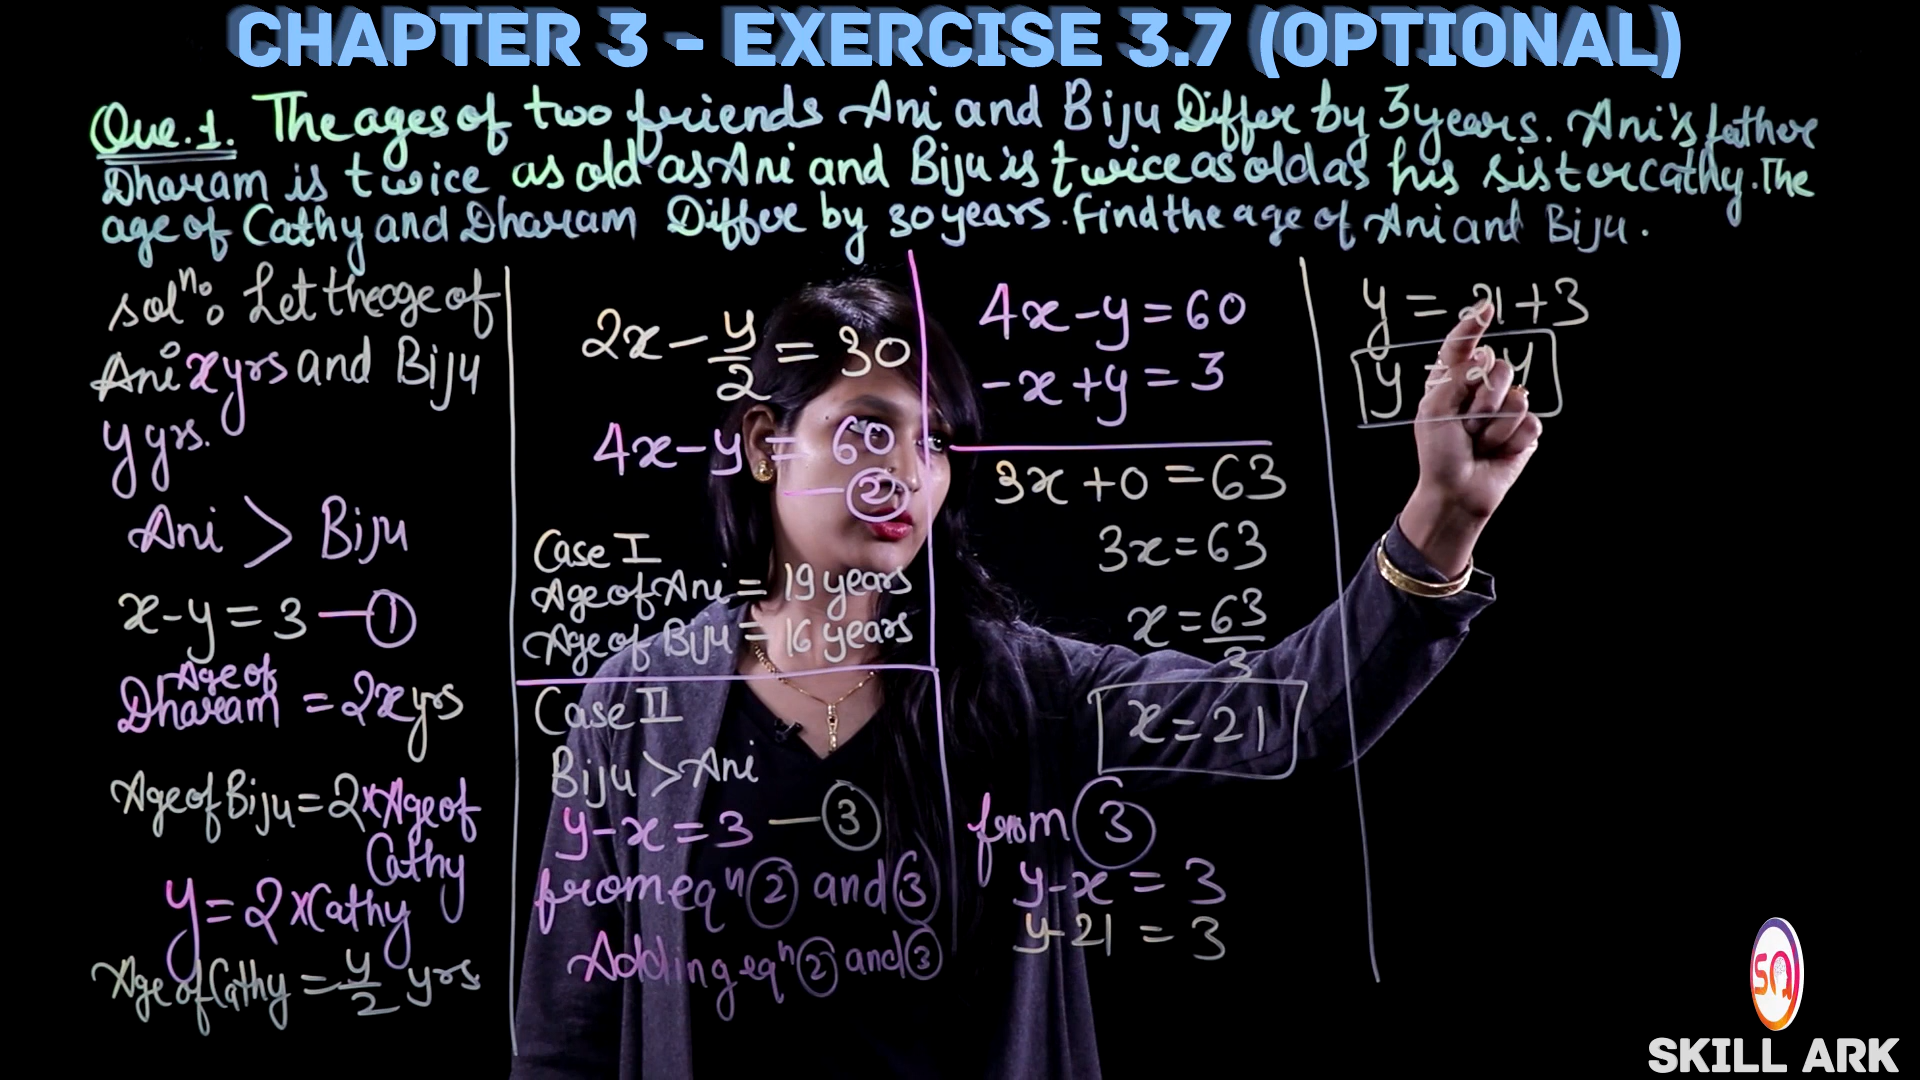 CHAPTER 3 - EXERCISE 3.7 (OPTIONAL)
Que.1. The ages of two friends Ani and Biju Differ by 3 years. Ani's father
Dharam is twice as old as Ani and Biju is twice as old as his sister Cathy. The
age of Cathy and Dharam Differ by 30 years. Find the age of Ani and Biju.
solⁿ: Let the age of
Ani x yrs and Biju
y yrs.
Ani > Biju
x-y = 3 — ①
Age of
Dharam = 2x yrs
Age of Biju = 2 x Age of
Cathy
y = 2 x Cathy
Age of Cathy = y/2 yrs
2x - y/2 = 30
4x - y = 60
— ②
Case I
Age of Ani = 19 years
Age of Biju = 16 years
Case II
Biju > Ani
y - x = 3 — ③
from eqⁿ ② and ③
Adding eqⁿ ② and ③
4x - y = 60
- x + y = 3
3x + 0 = 63
3x = 63
x = 63/3
x = 21
from ③
y - x = 3
y - 21 = 3
y = 21 + 3
y = 24
SKILL ARK